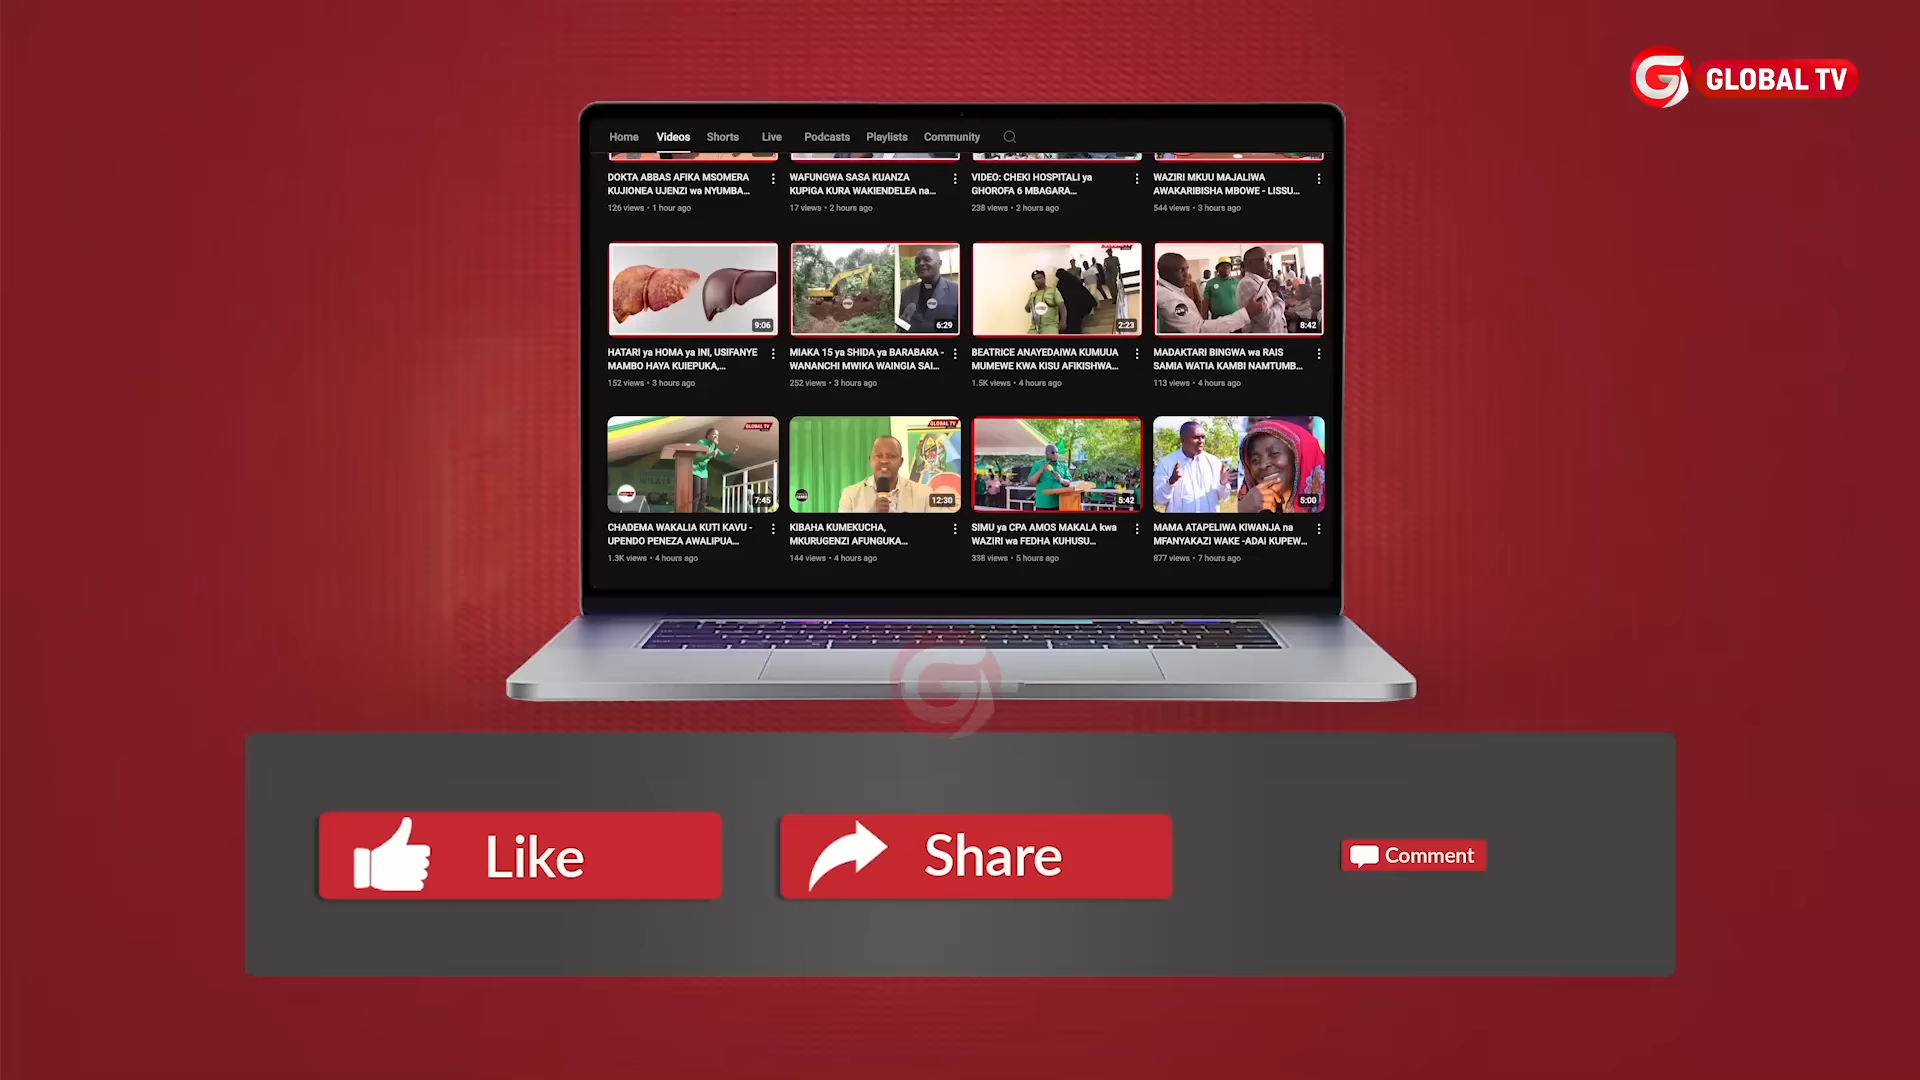 GLOBAL TV
Home Videos Shorts Live Podcasts Playlists Community
DOKTA ABBAS AFIKA MSOMERA
KUJIONEA UJENZI wa NYUMBA...
126 views • 1 hour ago
WAFUNGWA SASA KUANZA
KUPIGA KURA WAKIENDELEA na...
17 views • 2 hours ago
VIDEO: CHEKI HOSPITALI ya
GHOROFA 6 MBAGARA...
238 views • 2 hours ago
WAZIRI MKUU MAJALIWA
AWAKARIBISHA MBOWE - LISSU...
544 views • 3 hours ago
9:06
HATARI ya HOMA ya INI, USIFANYE
MAMBO HAYA KUIEPUKA,...
152 views • 3 hours ago
6:29
MIAKA 15 ya SHIDA ya BARABARA -
WANANCHI MWIKA WAINGIA SAI...
252 views • 3 hours ago
2:23
BEATRICE ANAYEDAIWA KUMUUA
MUMEWE KWA KISU AFIKISHWA...
1.5K views • 4 hours ago
8:42
MADAKTARI BINGWA wa RAIS
SAMIA WATIA KAMBI NAMTUMB...
113 views • 4 hours ago
GLOBAL TV
7:45
CHADEMA WAKALIA KUTI KAVU -
UPENDO PENEZA AWALIPUA...
1.3K views • 4 hours ago
GLOBAL TV
12:30
KIBAHA KUMEKUCHA,
MKURUGENZI AFUNGUKA...
144 views • 4 hours ago
5:42
SIMU ya CPA AMOS MAKALA kwa
WAZIRI wa FEDHA KUHUSU...
338 views • 5 hours ago
5:00
MAMA ATAPELIWA KIWANJA na
MFANYAKAZI WAKE -ADAI KUPEW...
877 views • 7 hours ago
Like
Share
Comment